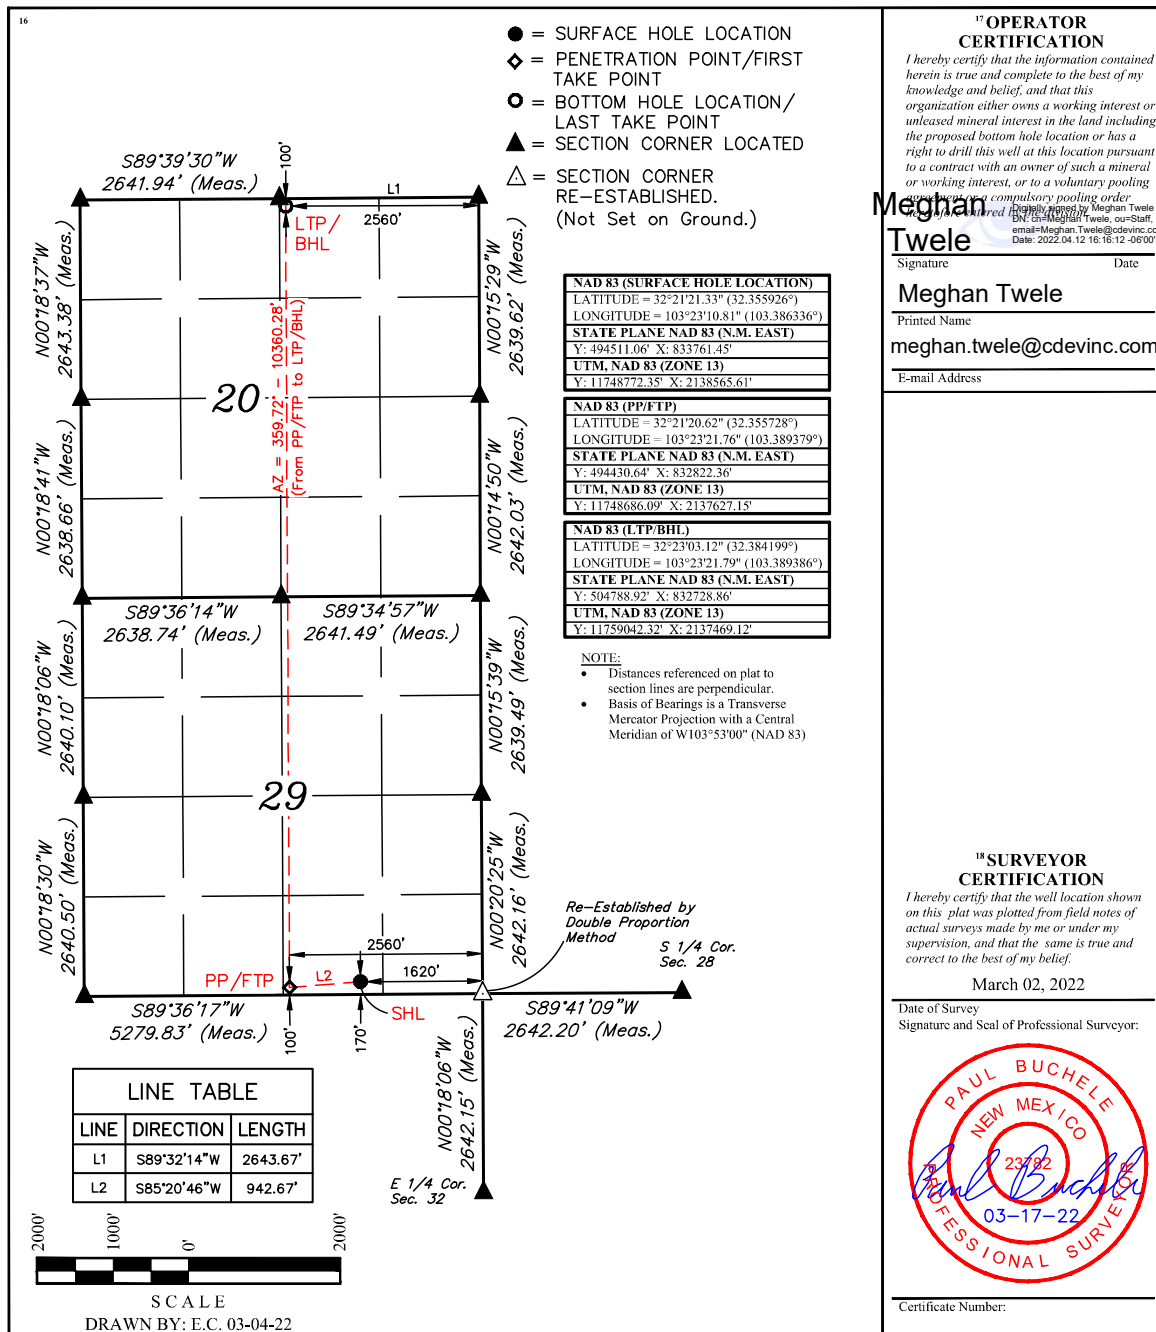 16
● = SURFACE HOLE LOCATION
◇ = PENETRATION POINT/FIRST
TAKE POINT
○ = BOTTOM HOLE LOCATION/
LAST TAKE POINT
▲ = SECTION CORNER LOCATED
△ = SECTION CORNER
RE-ESTABLISHED.
(Not Set on Ground.)
S89°39'30"W
2641.94' (Meas.)
100'
L1
2560'
LTP/
BHL
N00°18'37"W
2643.38' (Meas.)
N00°15'29"W
2639.62' (Meas.)
20
AZ = 359.72° - 10360.28'
(From PP/FTP to LTP/BHL)
N00°18'41"W
2638.66' (Meas.)
N00°14'50"W
2642.03' (Meas.)
S89°36'14"W
2638.74' (Meas.)
S89°34'57"W
2641.49' (Meas.)
N00°18'06"W
2640.10' (Meas.)
N00°15'39"W
2639.49' (Meas.)
29
N00°18'30"W
2640.50' (Meas.)
N00°20'25"W
2642.16' (Meas.)
Re-Established by
Double Proportion
Method
S 1/4 Cor.
Sec. 28
2560'
PP/FTP
L2
1620'
SHL
S89°36'17"W
5279.83' (Meas.)
100'
170'
S89°41'09"W
2642.20' (Meas.)
N00°18'06"W
2642.15' (Meas.)
E 1/4 Cor.
Sec. 32
NAD 83 (SURFACE HOLE LOCATION)
LATITUDE = 32°21'21.33" (32.355926°)
LONGITUDE = 103°23'10.81" (103.386336°)
STATE PLANE NAD 83 (N.M. EAST)
Y: 494511.06' X: 833761.45'
UTM, NAD 83 (ZONE 13)
Y: 11748772.35' X: 2138565.61'
NAD 83 (PP/FTP)
LATITUDE = 32°21'20.62" (32.355728°)
LONGITUDE = 103°23'21.76" (103.389379°)
STATE PLANE NAD 83 (N.M. EAST)
Y: 494430.64' X: 832822.36'
UTM, NAD 83 (ZONE 13)
Y: 11748686.09' X: 2137627.15'
NAD 83 (LTP/BHL)
LATITUDE = 32°23'03.12" (32.384199°)
LONGITUDE = 103°23'21.79" (103.389386°)
STATE PLANE NAD 83 (N.M. EAST)
Y: 504788.92' X: 832728.86'
UTM, NAD 83 (ZONE 13)
Y: 11759042.32' X: 2137469.12'
NOTE:
• Distances referenced on plat to
section lines are perpendicular.
• Basis of Bearings is a Transverse
Mercator Projection with a Central
Meridian of W103°53'00" (NAD 83)
LINE TABLE
LINE DIRECTION LENGTH
L1 S89°32'14"W 2643.67'
L2 S85°20'46"W 942.67'
2000' 1000' 0' 2000'
SCALE
DRAWN BY: E.C. 03-04-22
17 OPERATOR
CERTIFICATION
I hereby certify that the information contained
herein is true and complete to the best of my
knowledge and belief, and that this
organization either owns a working interest or
unleased mineral interest in the land including
the proposed bottom hole location or has a
right to drill this well at this location pursuant
to a contract with an owner of such a mineral
or working interest, or to a voluntary pooling
agreement or a compulsory pooling order
heretofore entered by the division.
Meghan
Twele
Digitally signed by Meghan Twele
DN: cn=Meghan Twele, ou=Staff,
email=Meghan.Twele@cdevinc.co
Date: 2022.04.12 16:16:12 -06'00'
Signature Date
Meghan Twele
Printed Name
meghan.twele@cdevinc.com
E-mail Address
18 SURVEYOR
CERTIFICATION
I hereby certify that the well location shown
on this plat was plotted from field notes of
actual surveys made by me or under my
supervision, and that the same is true and
correct to the best of my belief.
March 02, 2022
Date of Survey
Signature and Seal of Professional Surveyor:
PAUL BUCHELE
NEW MEXICO
23782
Paul Buchele
03-17-22
PROFESSIONAL SURVEYOR
Certificate Number: